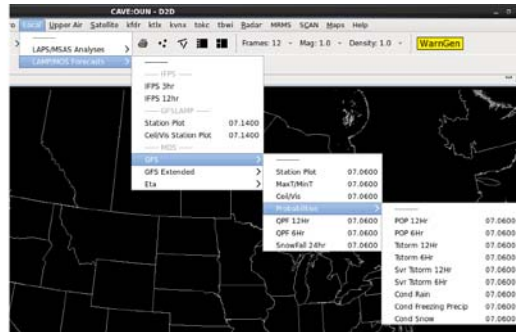 CAVE:OUN - D2D
Local Upper Air Satellite kfdr ktlx kvnx tokc tbwi Radar MRMS SCAN Maps Help
LAPS/MSAS Analyses
LAMP/MOS Forecasts
Frames: 12 Mag: 1.0 Density: 1.0 WarnGen
IFPS
IFPS 3hr
IFPS 12hr
GFSLAMP
Station Plot 07.1400
Ceil/Vis Station Plot 07.1400
MOS
GFS
GFS Extended
Eta
Station Plot 07.0600
MaxT/MinT 07.0600
Ceil/Vis 07.0600
Probabilities
QPF 12Hr 07.0600
QPF 6Hr 07.0600
SnowFall 24hr 07.0600
POP 12Hr 07.0600
POP 6Hr 07.0600
Tstorm 12Hr 07.0600
Tstorm 6Hr 07.0600
Svr Tstorm 12Hr 07.0600
Svr Tstorm 6Hr 07.0600
Cond Rain 07.0600
Cond Freezing Precip 07.0600
Cond Snow 07.0600